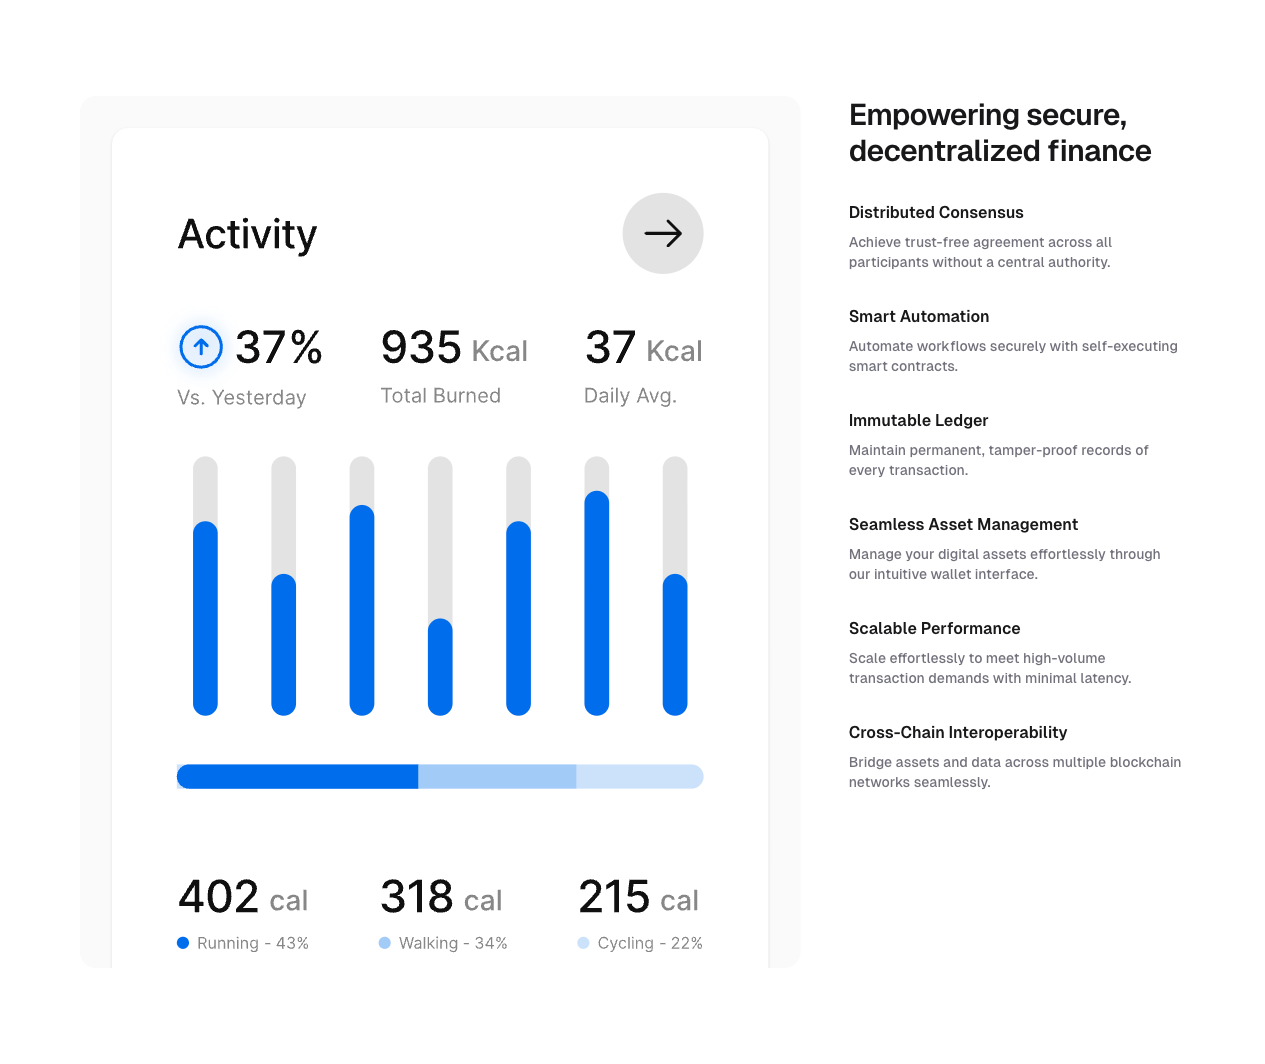 Activity
37%
Vs. Yesterday
935 Kcal
Total Burned
37 Kcal
Daily Avg.
402 cal
Running - 43%
318 cal
Walking - 34%
215 cal
Cycling - 22%
Empowering secure,
decentralized finance
Distributed Consensus
Achieve trust-free agreement across all
participants without a central authority.
Smart Automation
Automate workflows securely with self-executing
smart contracts.
Immutable Ledger
Maintain permanent, tamper-proof records of
every transaction.
Seamless Asset Management
Manage your digital assets effortlessly through
our intuitive wallet interface.
Scalable Performance
Scale effortlessly to meet high-volume
transaction demands with minimal latency.
Cross-Chain Interoperability
Bridge assets and data across multiple blockchain
networks seamlessly.